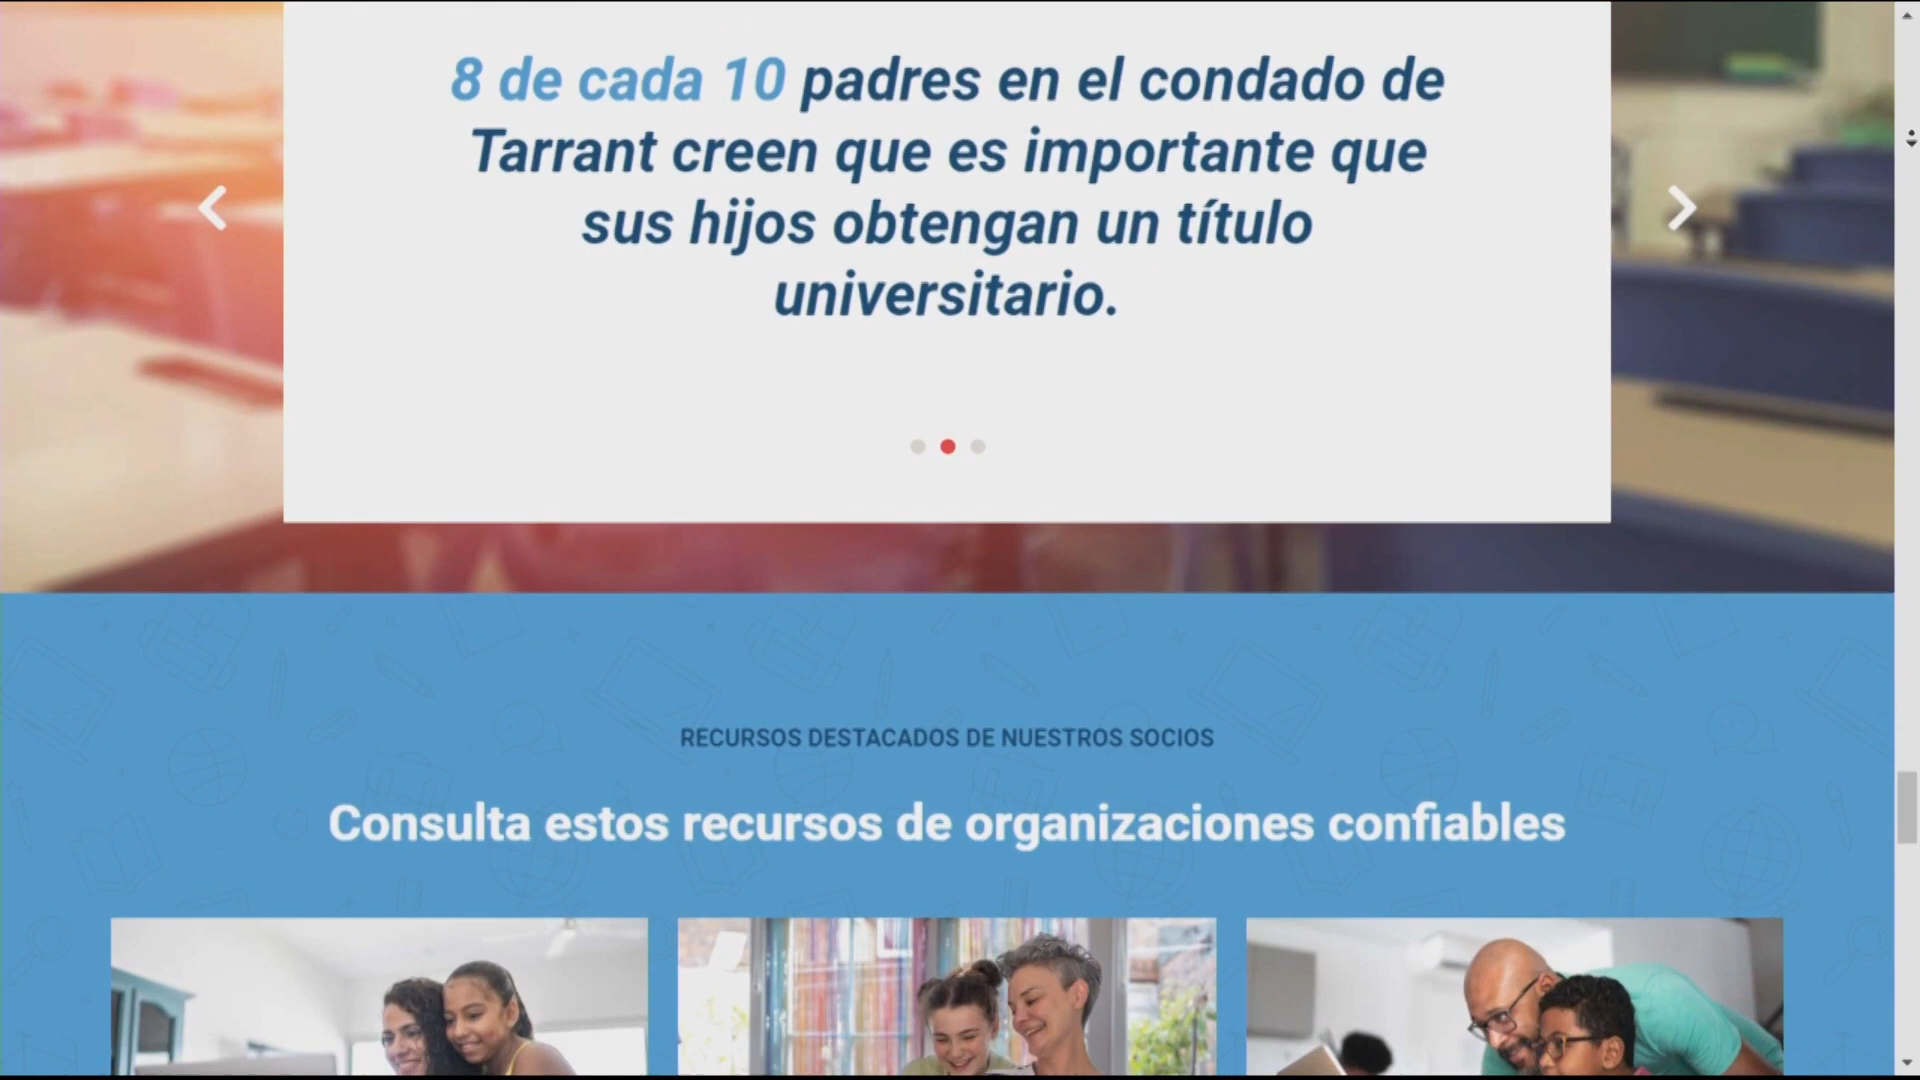 8 de cada 10 padres en el condado de
Tarrant creen que es importante que
sus hijos obtengan un título
universitario.
RECURSOS DESTACADOS DE NUESTROS SOCIOS
Consulta estos recursos de organizaciones confiables